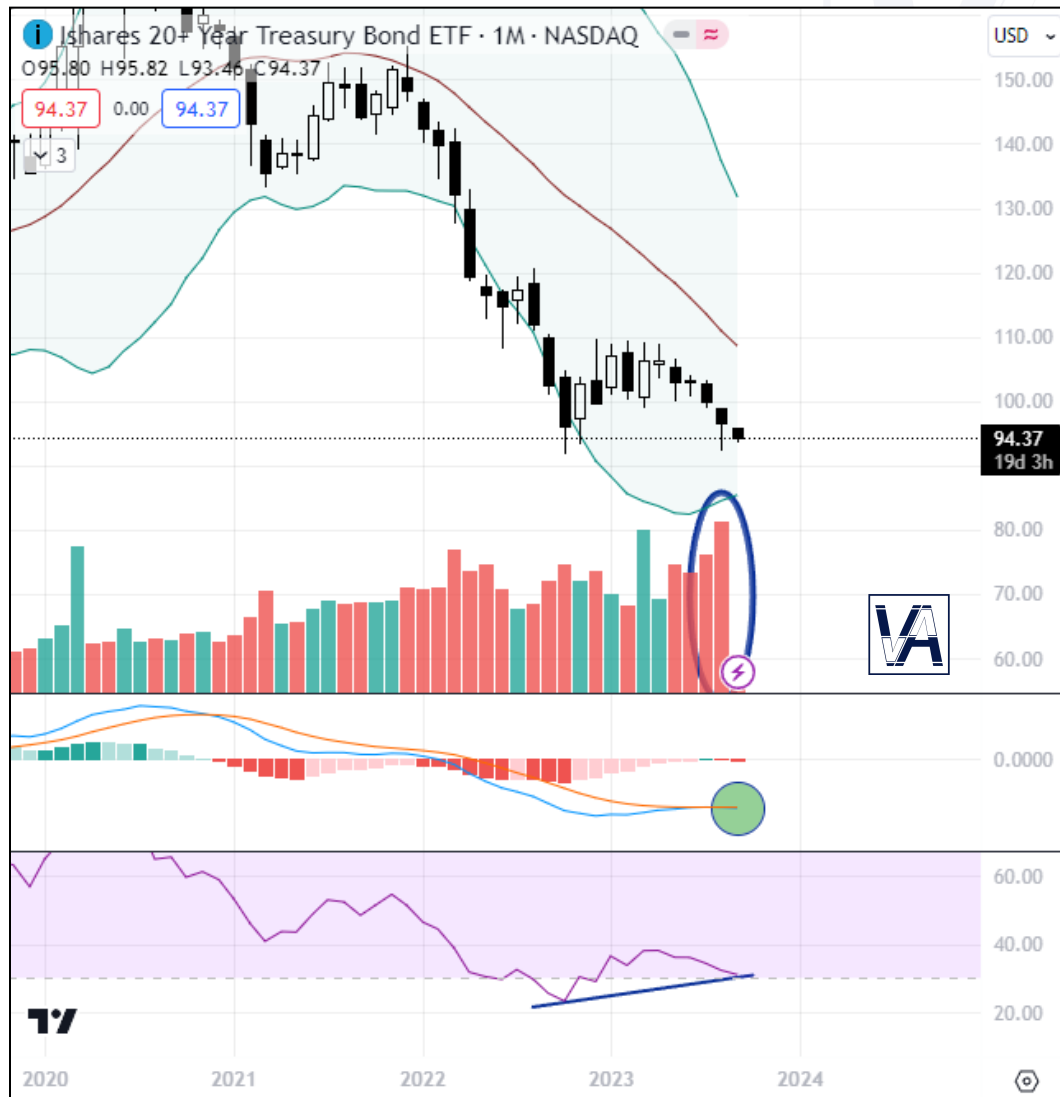 i Ishares 20+ Year Treasury Bond ETF · 1M · NASDAQ
O95.80 H95.82 L93.46 C94.37
94.37 0.00 94.37
3
USD
150.00
140.00
130.00
120.00
110.00
100.00
94.37
19d 3h
80.00
70.00
60.00
VA
0.0000
60.00
40.00
20.00
2020 2021 2022 2023 2024